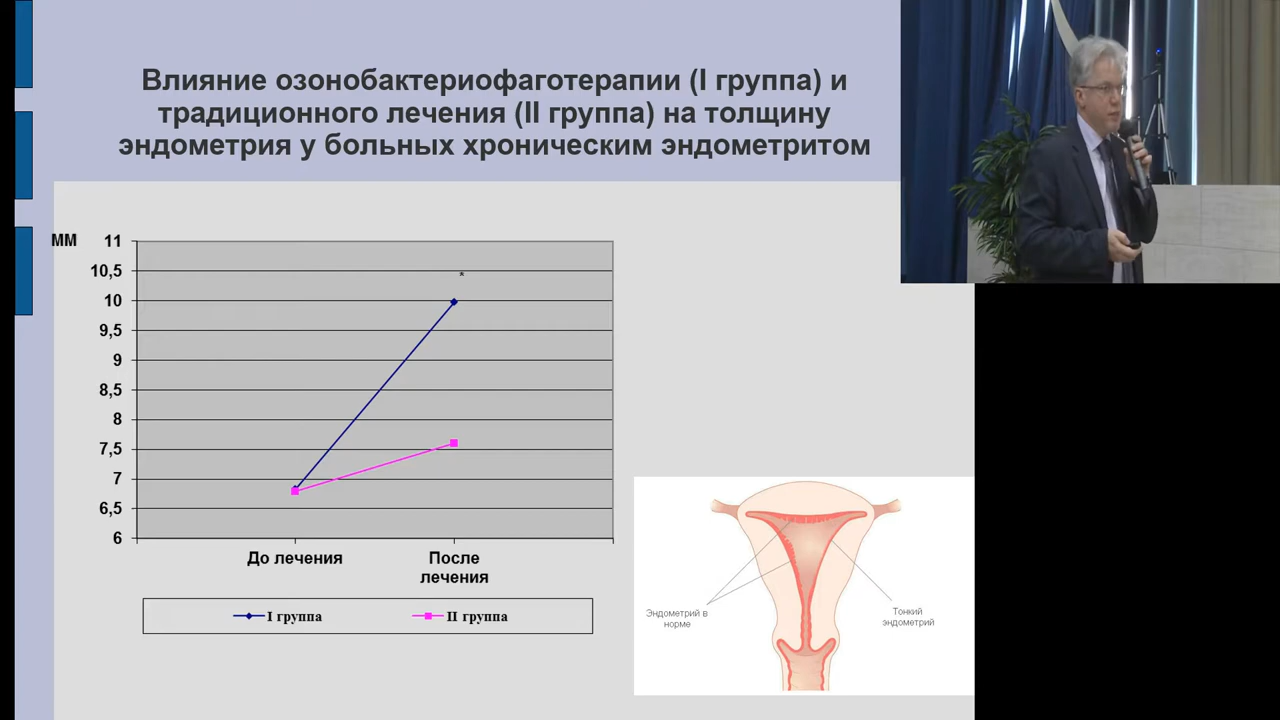 Влияние озонобактериофаготерапии (I группа) и
традиционного лечения (II группа) на толщину
эндометрия у больных хроническим эндометритом
ММ
11
10,5
10
9,5
9
8,5
8
7,5
7
6,5
6
*
До лечения
После
лечения
I группа
II группа
Эндометрий в
норме
Тонкий
эндометрий